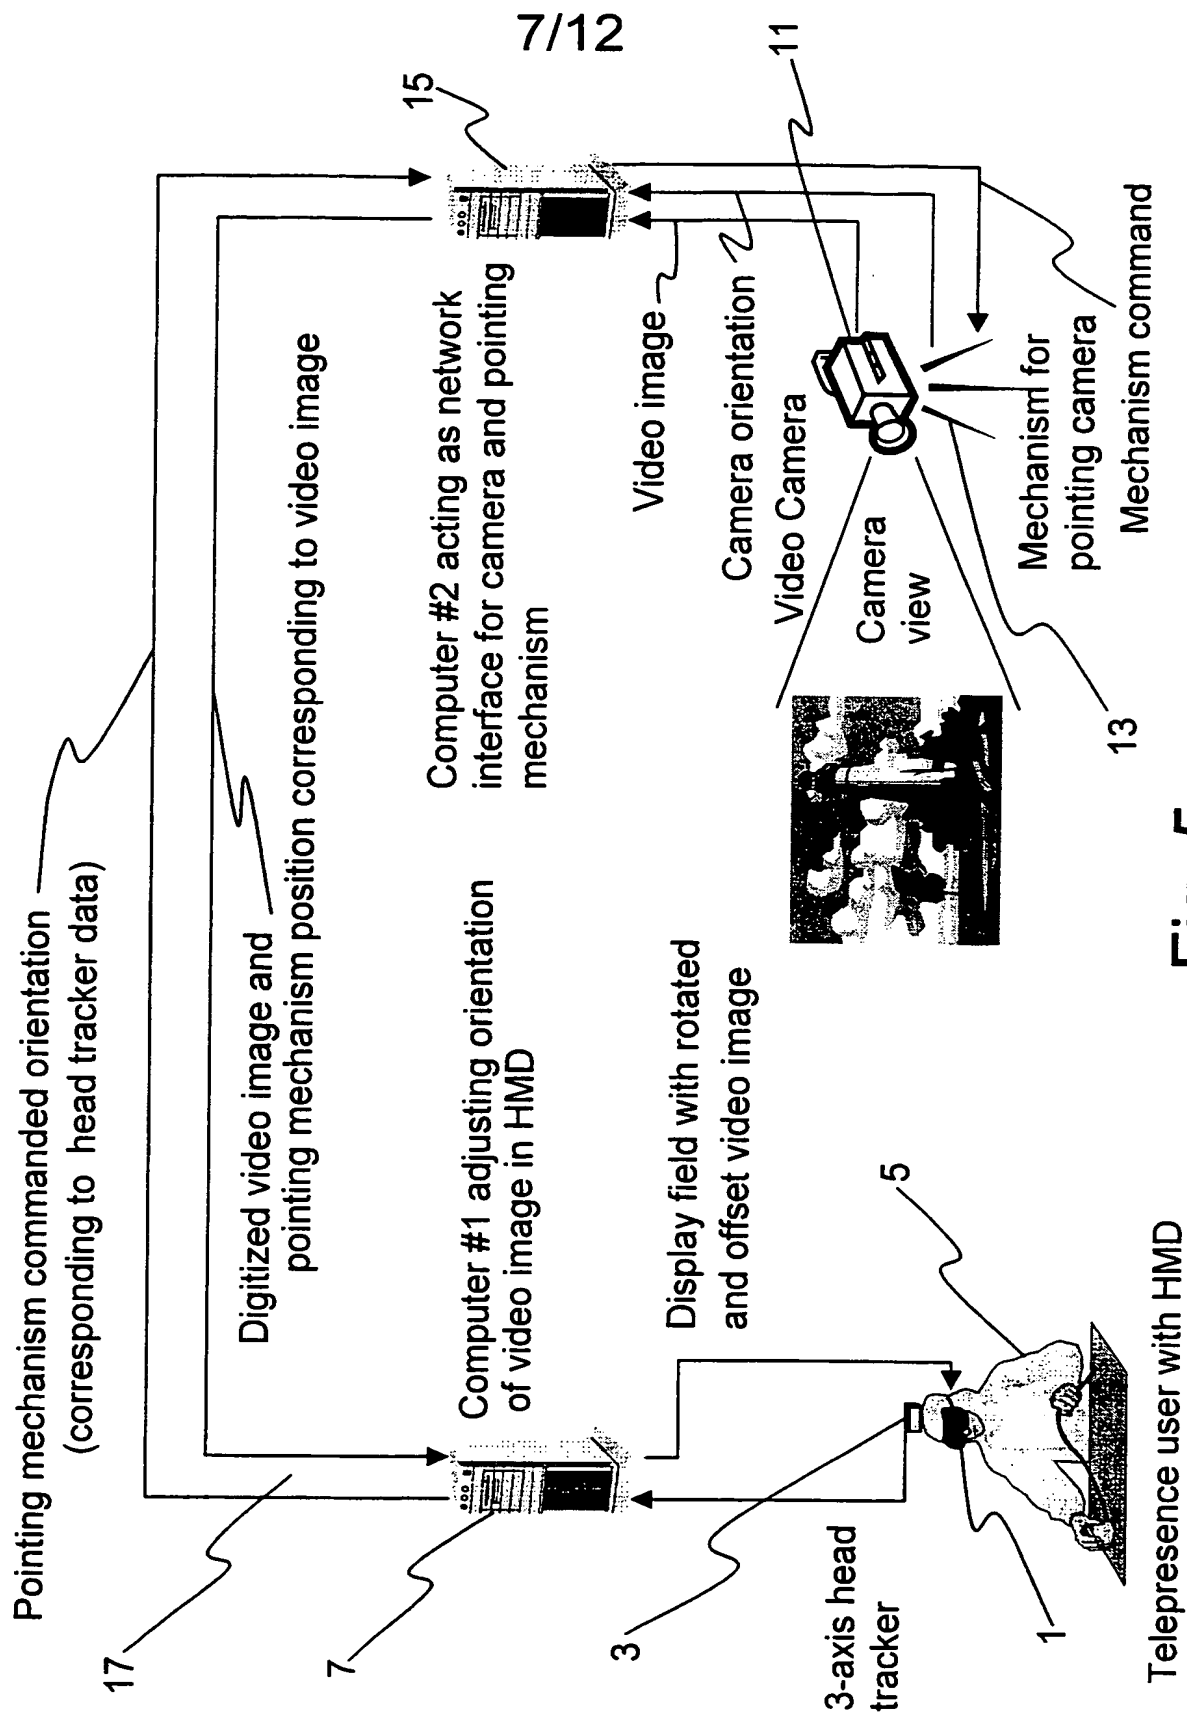 7/12
Pointing mechanism commanded orientation
(corresponding to head tracker data)
17
Digitized video image and
pointing mechanism position corresponding to video image
7
Computer #1 adjusting orientation
of video image in HMD
Computer #2 acting as network
interface for camera and pointing
mechanism
15
3
Display field with rotated
and offset video image
Video image
Camera orientation
Video Camera
11
3-axis head
tracker
Camera
view
1
5
Mechanism for
pointing camera
13
Mechanism command
Telepresence user with HMD